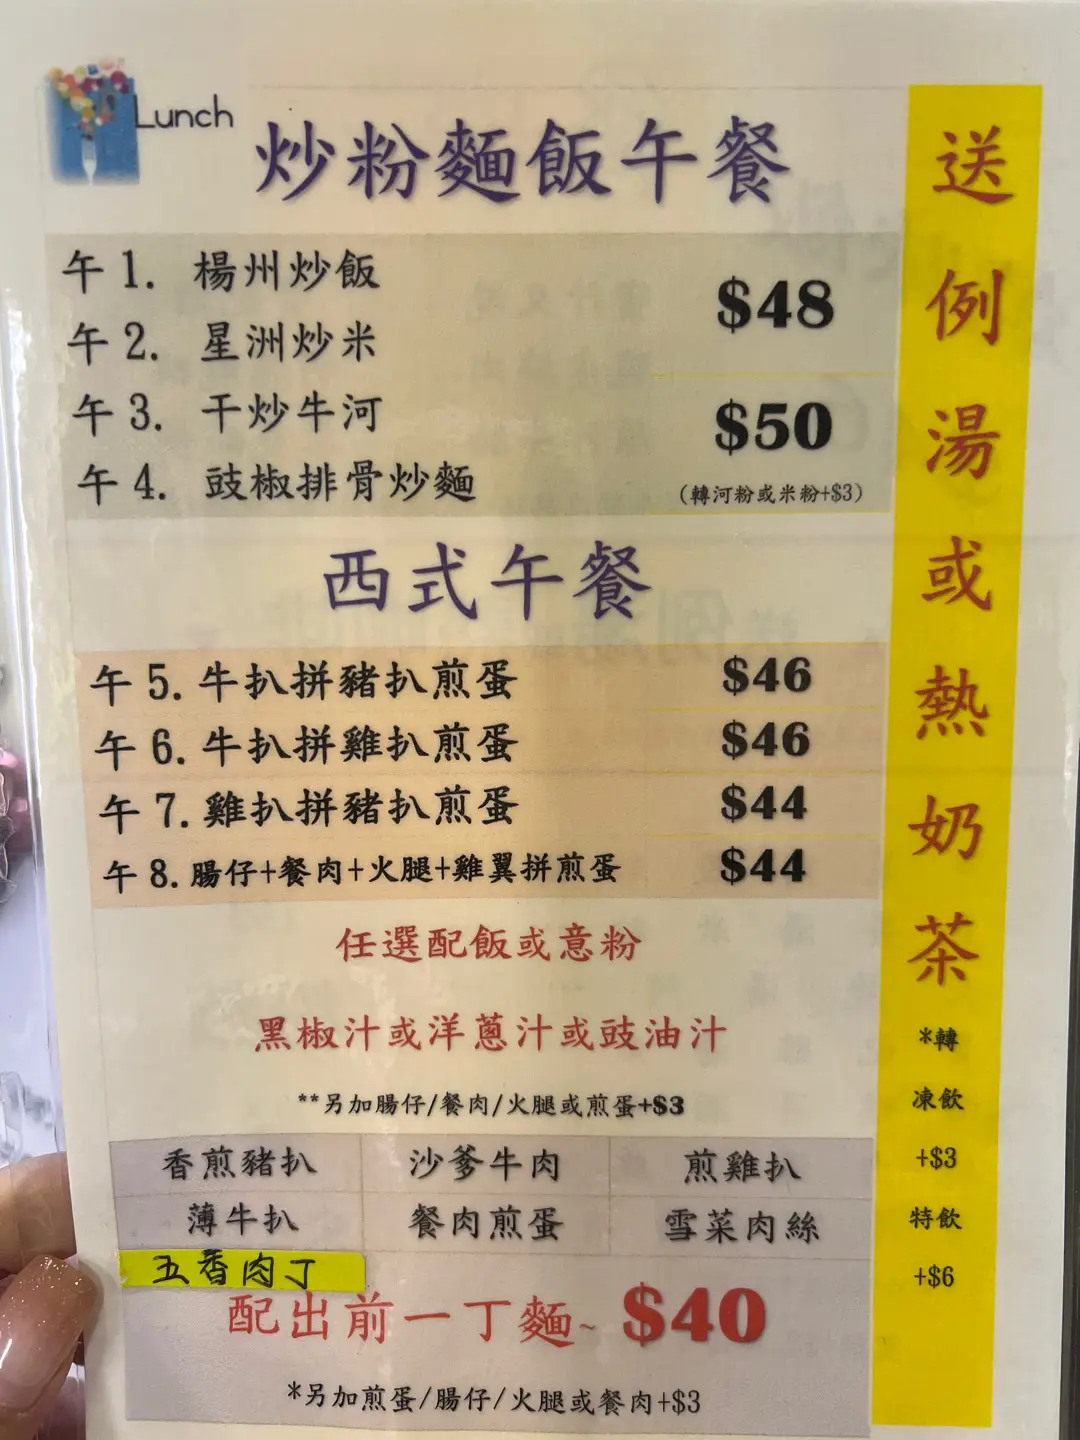 Lunch
炒粉麵飯午餐
午1. 楊州炒飯
午2. 星洲炒米
$48
午3. 干炒牛河
午4. 豉椒排骨炒麵
$50
(轉河粉或米粉+$3)
西式午餐
午5.牛扒拼豬扒煎蛋 $46
午6.牛扒拼雞扒煎蛋 $46
午7.雞扒拼豬扒煎蛋 $44
午8.腸仔+餐肉+火腿+雞翼拼煎蛋 $44
任選配飯或意粉
黑椒汁或洋蔥汁或豉油汁
**另加腸仔/餐肉/火腿或煎蛋+$3
香煎豬扒 沙爹牛肉 煎雞扒
薄牛扒 餐肉煎蛋 雪菜肉絲
五香肉丁
配出前一丁麵~ $40
*另加煎蛋/腸仔/火腿或餐肉+$3
送例湯或熱奶茶
*轉
凍飲
+$3
特飲
+$6